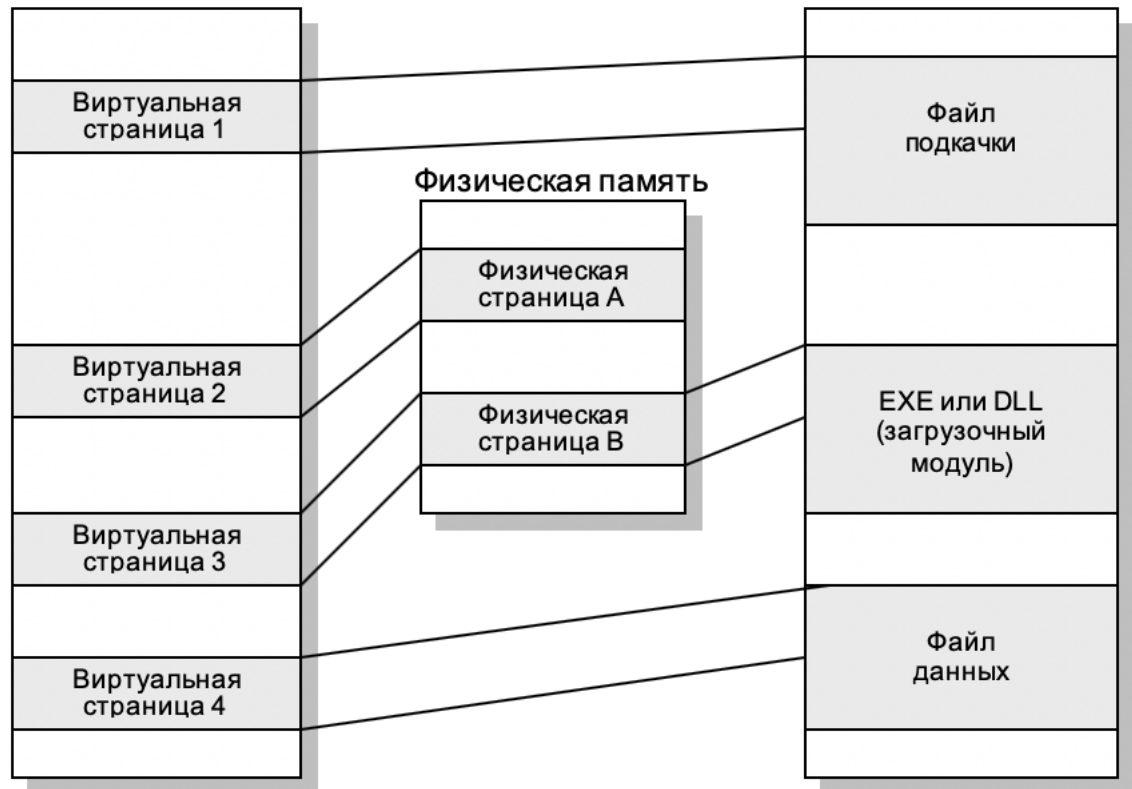 Виртуальная
страница 1
Файл
подкачки
Физическая память
Физическая
страница A
Виртуальная
страница 2
Физическая
страница B
EXE или DLL
(загрузочный
модуль)
Виртуальная
страница 3
Файл
данных
Виртуальная
страница 4